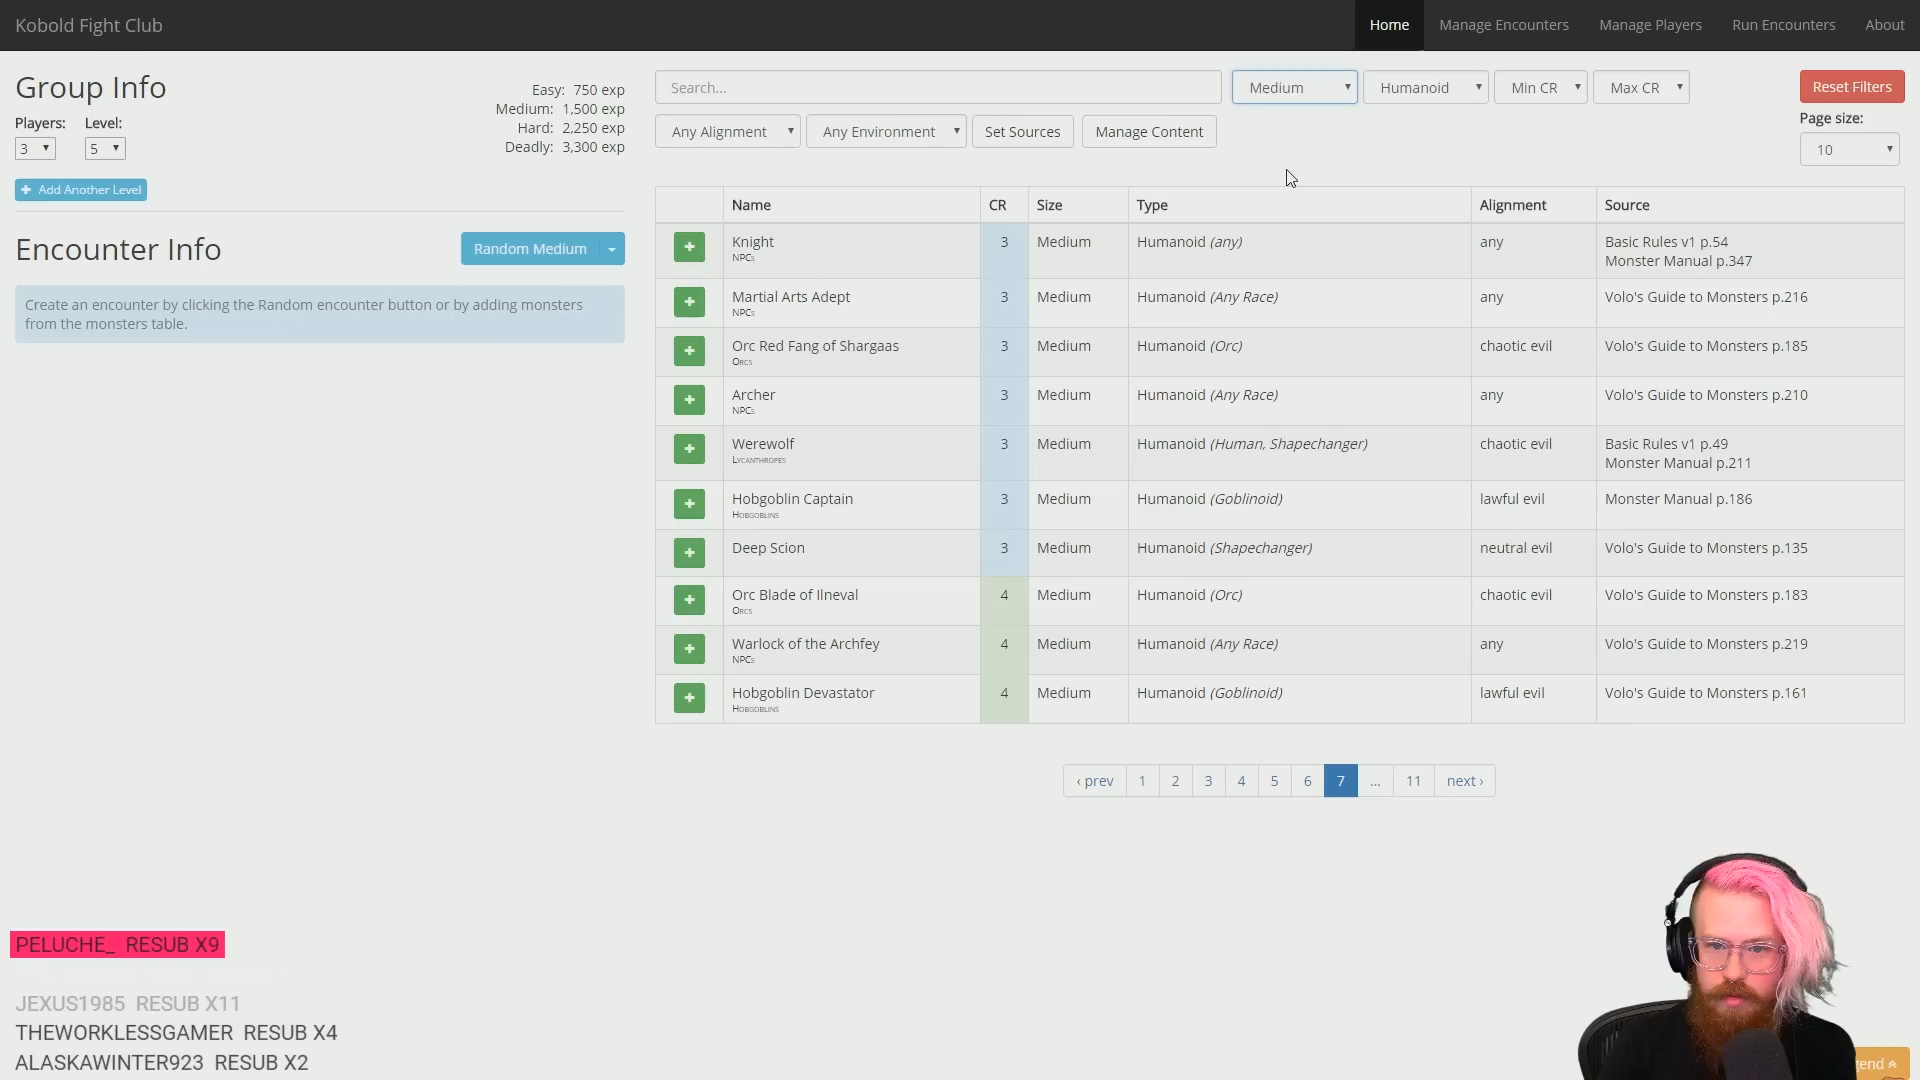 Kobold Fight Club
Home
Manage Encounters
Manage Players
Run Encounters
About
Group Info
Players:
Level:
3
5
Easy: 750 exp
Medium: 1,500 exp
Hard: 2,250 exp
Deadly: 3,300 exp
Add Another Level
Encounter Info
Random Medium
Create an encounter by clicking the Random encounter button or by adding monsters
from the monsters table.
Search...
Medium
Humanoid
Min CR
Max CR
Reset Filters
Any Alignment
Any Environment
Set Sources
Manage Content
Page size:
10
Name CR Size Type Alignment Source
Knight 3 Medium Humanoid (any) any Basic Rules v1 p.54
NPCs Monster Manual p.347
Martial Arts Adept 3 Medium Humanoid (Any Race) any Volo's Guide to Monsters p.216
NPCs
Orc Red Fang of Shargaas 3 Medium Humanoid (Orc) chaotic evil Volo's Guide to Monsters p.185
Orcs
Archer 3 Medium Humanoid (Any Race) any Volo's Guide to Monsters p.210
NPCs
Werewolf 3 Medium Humanoid (Human, Shapechanger) chaotic evil Basic Rules v1 p.49
Lycanthropes Monster Manual p.211
Hobgoblin Captain 3 Medium Humanoid (Goblinoid) lawful evil Monster Manual p.186
Hobgoblins
Deep Scion 3 Medium Humanoid (Shapechanger) neutral evil Volo's Guide to Monsters p.135
Orc Blade of Ilneval 4 Medium Humanoid (Orc) chaotic evil Volo's Guide to Monsters p.183
Orcs
Warlock of the Archfey 4 Medium Humanoid (Any Race) any Volo's Guide to Monsters p.219
NPCs
Hobgoblin Devastator 4 Medium Humanoid (Goblinoid) lawful evil Volo's Guide to Monsters p.161
Hobgoblins
‹ prev 1 2 3 4 5 6 7 ... 11 next ›
PELUCHE_ RESUB X9
JEXUS1985 RESUB X11
THEWORKLESSGAMER RESUB X4
ALASKAWINTER923 RESUB X2